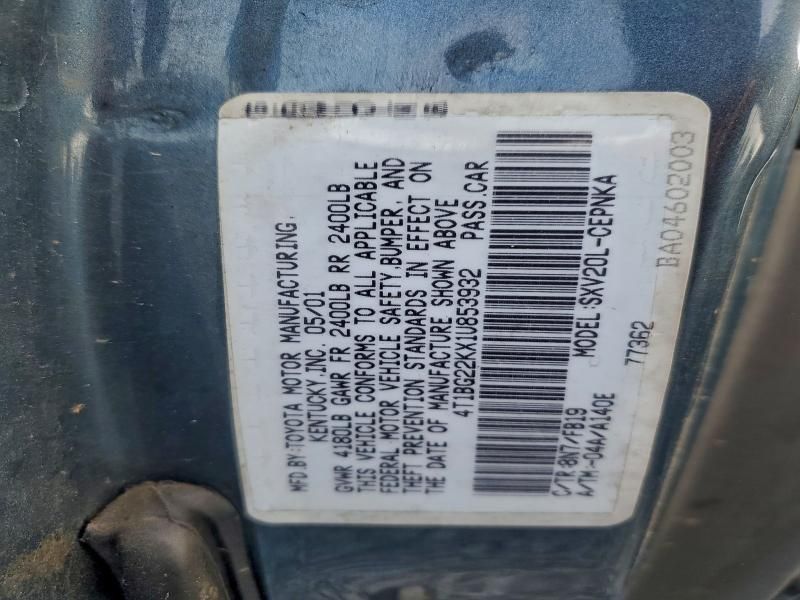 MFD.BY:TOYOTA MOTOR MANUFACTURING,
KENTUCKY,INC. 05/01
GVWR 4180LB GAWR FR 2400LB RR 2400LB
THIS VEHICLE CONFORMS TO ALL APPLICABLE
FEDERAL MOTOR VEHICLE SAFETY,BUMPER, AND
THEFT PREVENTION STANDARDS IN EFFECT ON
THE DATE OF MANUFACTURE SHOWN ABOVE
4T1BG22KX1U853932 PASS.CAR
C/TR:8N7/FB19 MODEL:SXV20L-CEPNKA
A/TM:-04A/A140E 77362
BA04602003